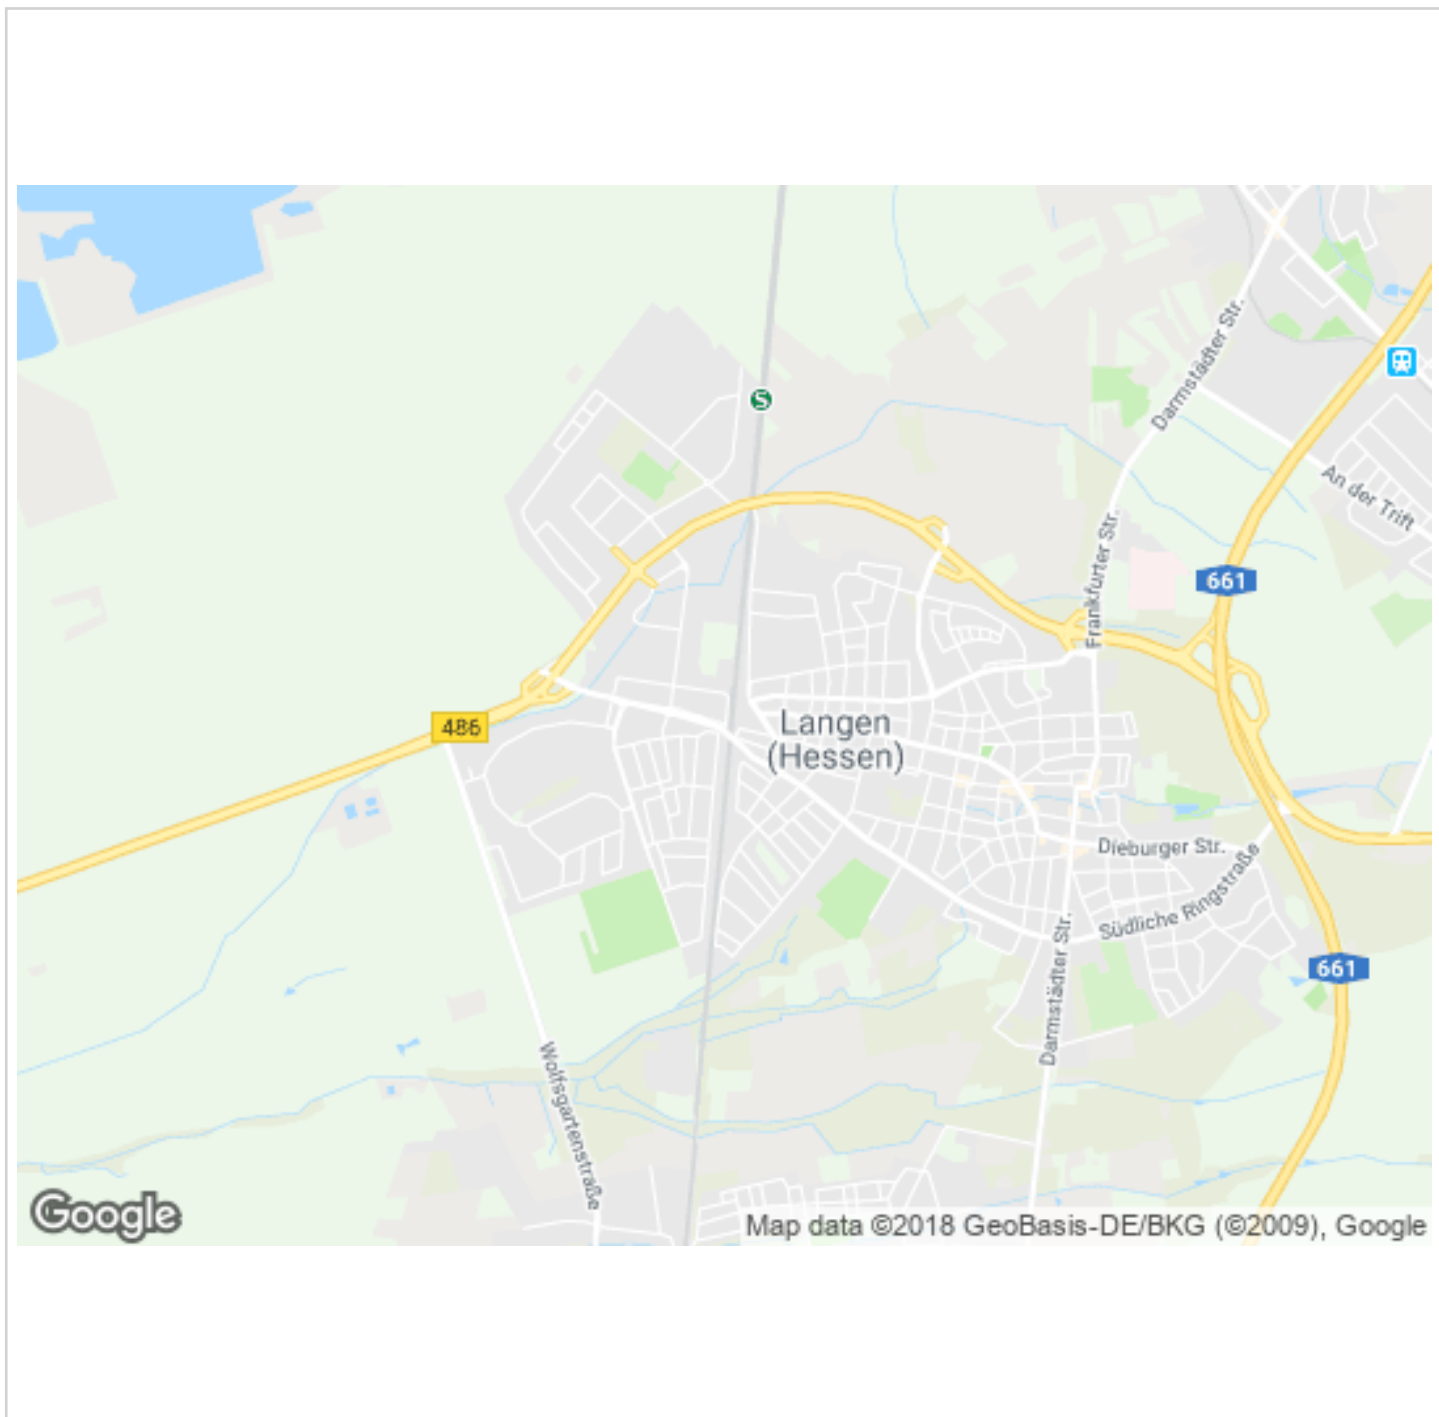 Darmstädter Str.
S
An der Trift
Frankfurter Str.
661
486
Langen
(Hessen)
Dieburger Str.
Südliche Ringstraße
Darmstädter Str.
661
Wolfsgartenstraße
Google
Map data ©2018 GeoBasis-DE/BKG (©2009), Google